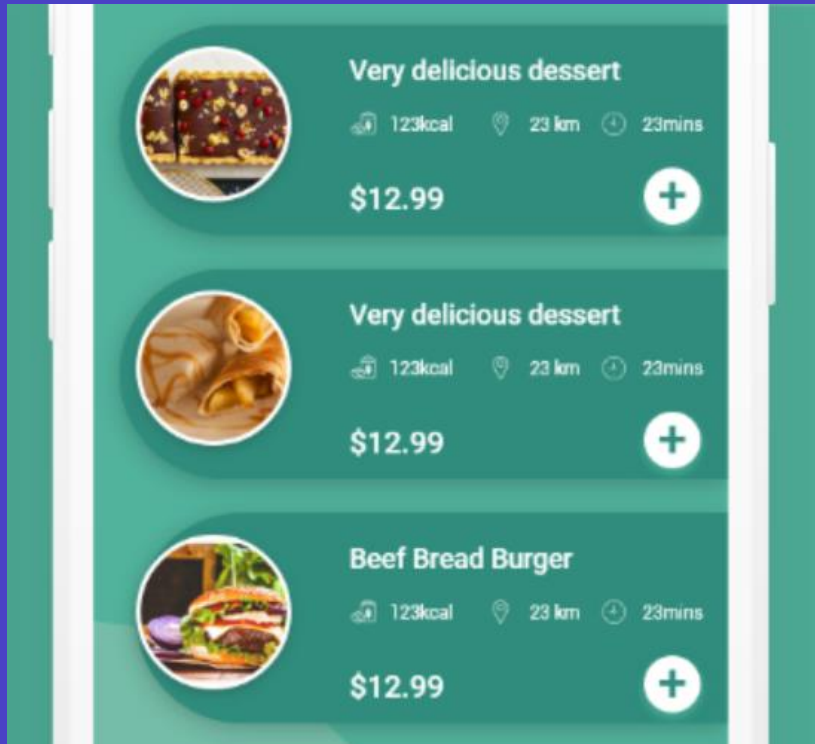 Very delicious dessert
123kcal 23 km 23mins
$12.99
Very delicious dessert
123kcal 23 km 23mins
$12.99
Beef Bread Burger
123kcal 23 km 23mins
$12.99